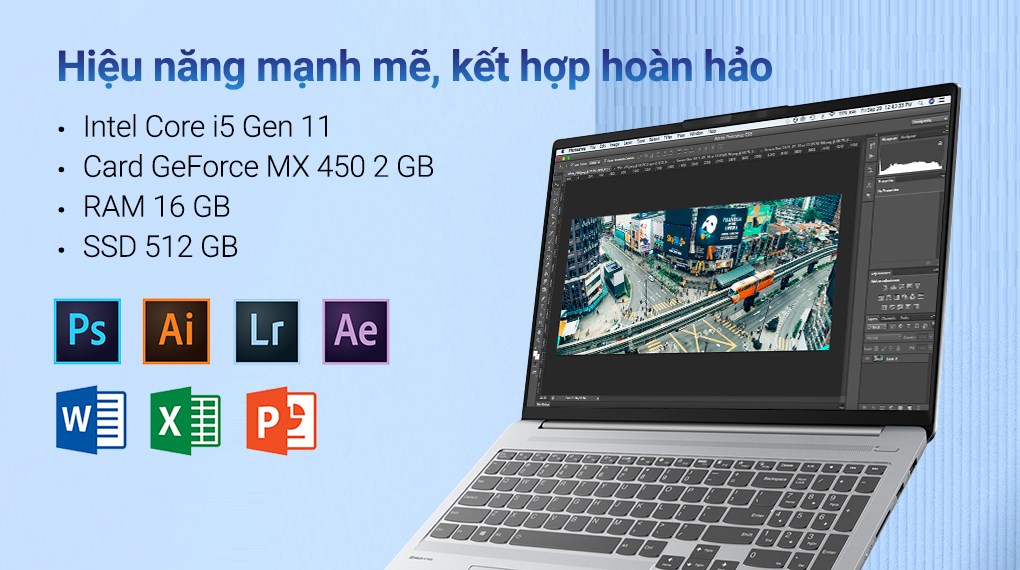 Hiệu năng mạnh mẽ, kết hợp hoàn hảo
• Intel Core i5 Gen 11
• Card GeForce MX 450 2 GB
• RAM 16 GB
• SSD 512 GB
Ps Ai Lr Ae
W X P